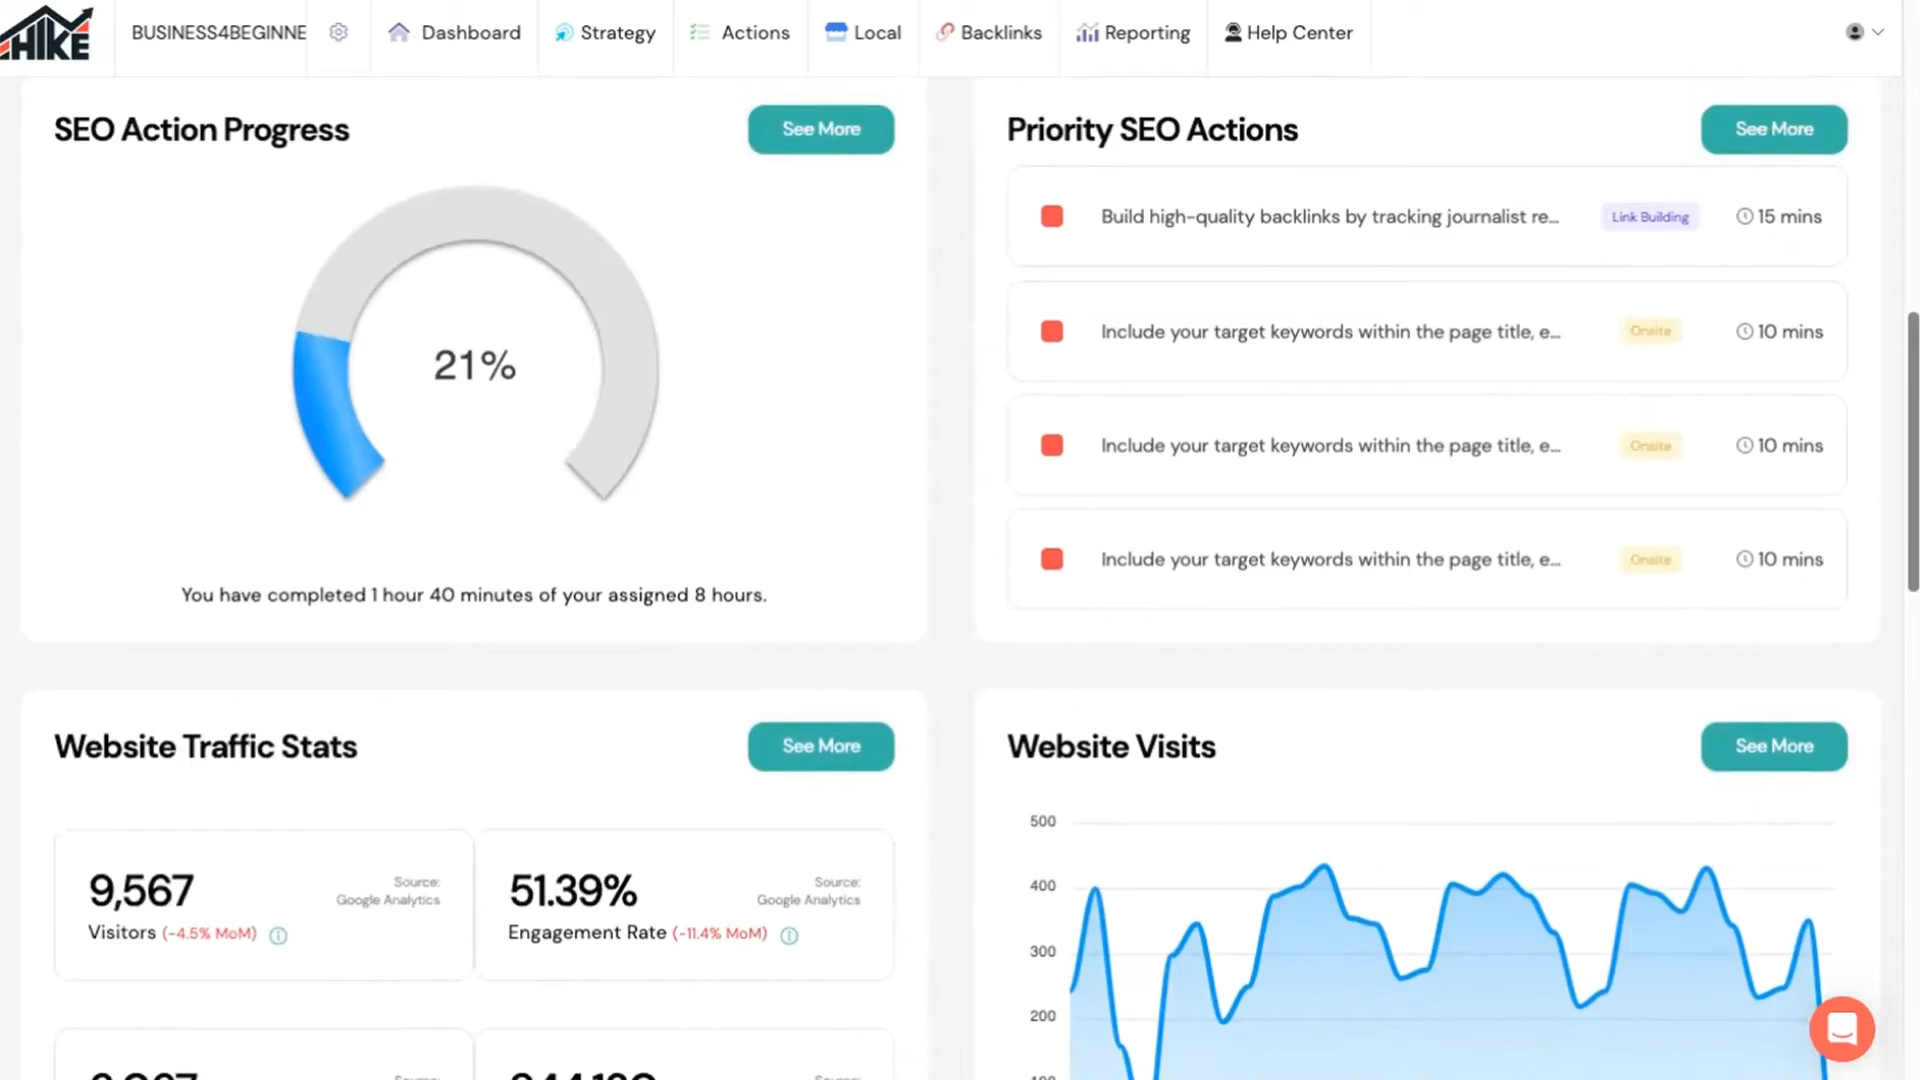 HIKE
BUSINESS4BEGINNE
Dashboard
Strategy
Actions
Local
Backlinks
Reporting
Help Center
SEO Action Progress
See More
21%
You have completed 1 hour 40 minutes of your assigned 8 hours.
Priority SEO Actions
See More
Build high-quality backlinks by tracking journalist re... Link Building 15 mins
Include your target keywords within the page title, e... Onsite 10 mins
Include your target keywords within the page title, e... Onsite 10 mins
Include your target keywords within the page title, e... Onsite 10 mins
Website Traffic Stats
See More
9,567
Source:
Google Analytics
Visitors (-4.5% MoM)
51.39%
Source:
Google Analytics
Engagement Rate (-11.4% MoM)
Website Visits
See More
500
400
300
200